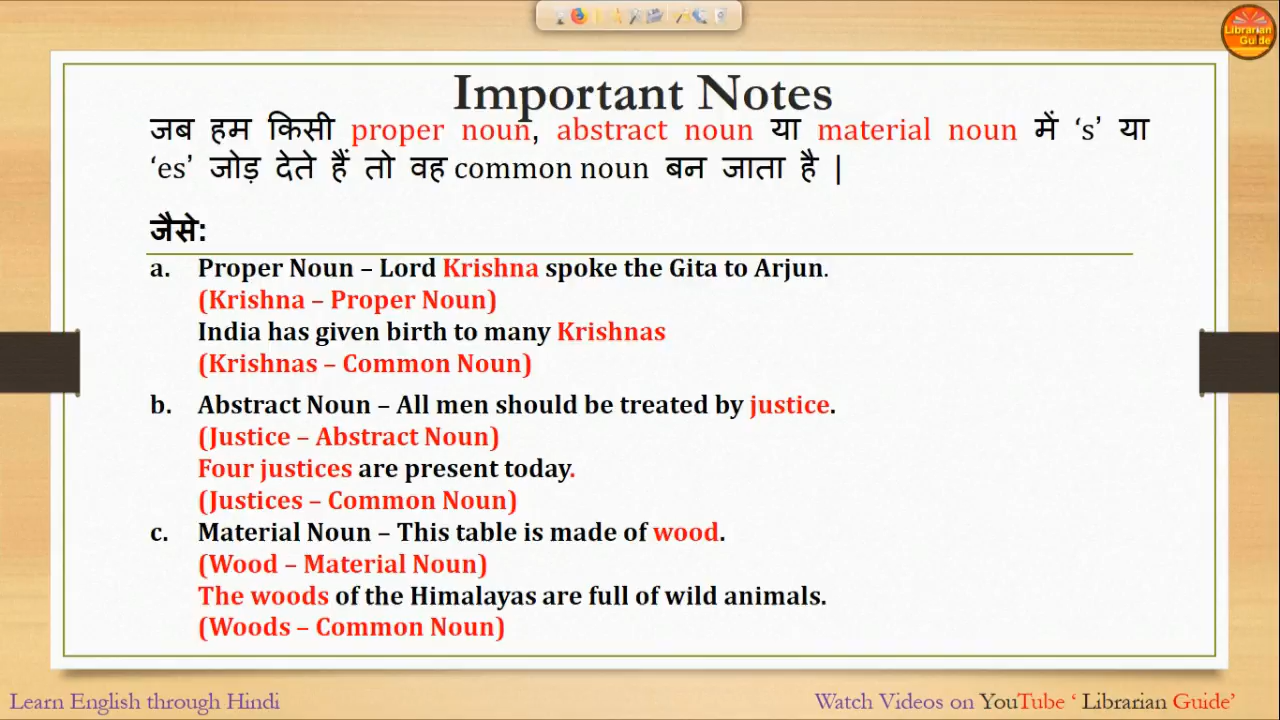 Librarian
Guide
Important Notes
जब हम किसी proper noun, abstract noun या material noun में ‘s’ या
‘es’ जोड़ देते हैं तो वह common noun बन जाता है |
जैसे:
a. Proper Noun – Lord Krishna spoke the Gita to Arjun.
(Krishna – Proper Noun)
India has given birth to many Krishnas
(Krishnas – Common Noun)
b. Abstract Noun – All men should be treated by justice.
(Justice – Abstract Noun)
Four justices are present today.
(Justices – Common Noun)
c. Material Noun – This table is made of wood.
(Wood – Material Noun)
The woods of the Himalayas are full of wild animals.
(Woods – Common Noun)
Learn English through Hindi
Watch Videos on YouTube ‘ Librarian Guide’